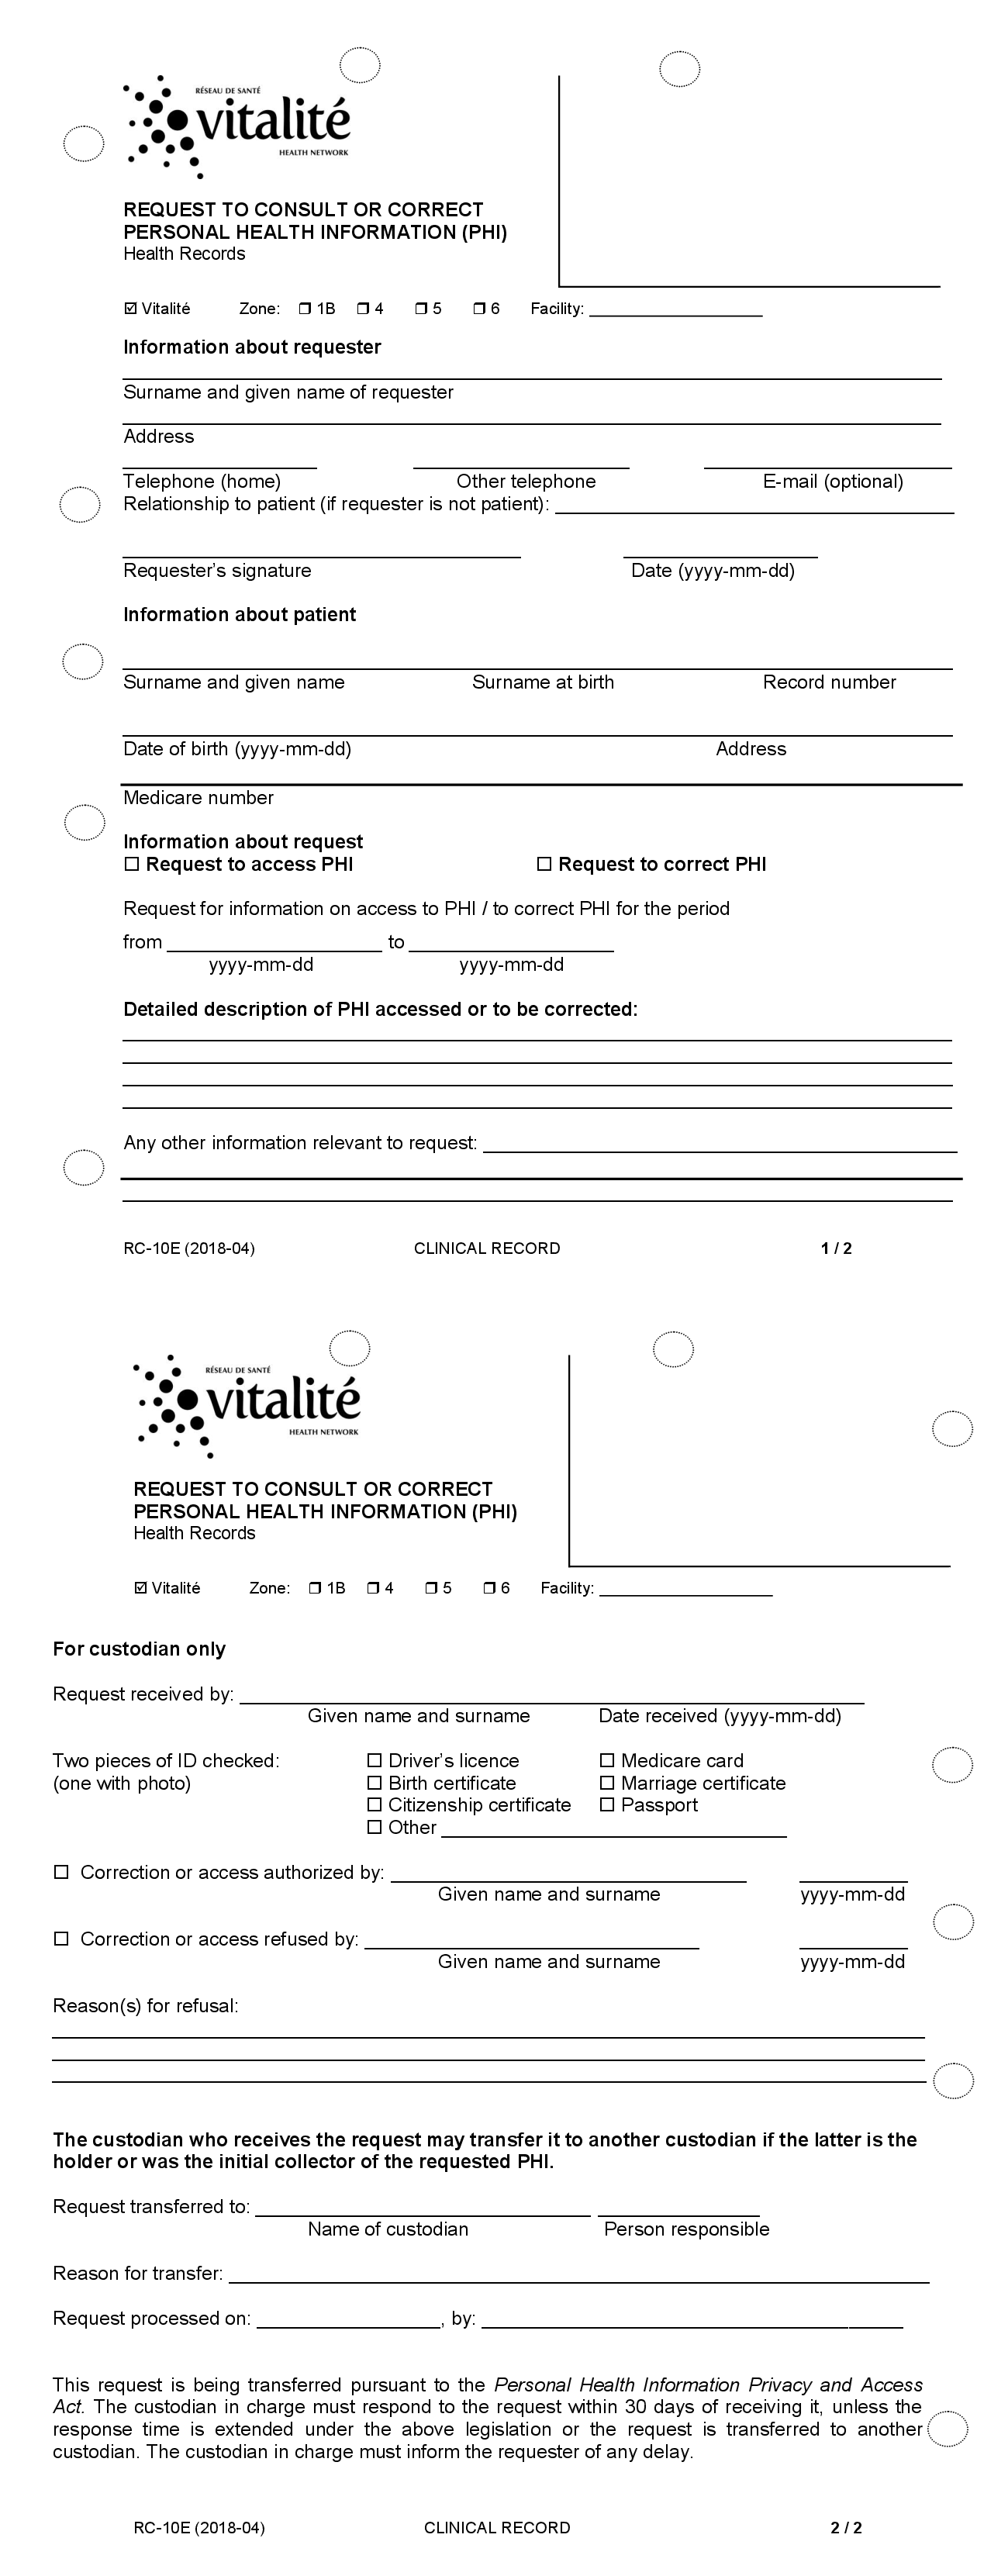 RÉSEAU DE SANTÉ
vitalité
HEALTH NETWORK
REQUEST TO CONSULT OR CORRECT
PERSONAL HEALTH INFORMATION (PHI)
Health Records
☑ Vitalité Zone: ❒ 1B ❒ 4 ❒ 5 ❒ 6 Facility: ____________________
Information about requester
Surname and given name of requester
Address
Telephone (home) Other telephone E-mail (optional)
Relationship to patient (if requester is not patient): ____________________
Requester’s signature Date (yyyy-mm-dd)
Information about patient
Surname and given name Surname at birth Record number
Date of birth (yyyy-mm-dd) Address
Medicare number
Information about request
☐ Request to access PHI ☐ Request to correct PHI
Request for information on access to PHI / to correct PHI for the period
from ____________________ to ____________________
yyyy-mm-dd yyyy-mm-dd
Detailed description of PHI accessed or to be corrected:
Any other information relevant to request: ____________________
RC-10E (2018-04) CLINICAL RECORD 1 / 2
RÉSEAU DE SANTÉ
vitalité
HEALTH NETWORK
REQUEST TO CONSULT OR CORRECT
PERSONAL HEALTH INFORMATION (PHI)
Health Records
☑ Vitalité Zone: ❒ 1B ❒ 4 ❒ 5 ❒ 6 Facility: ____________________
For custodian only
Request received by: ____________________
Given name and surname Date received (yyyy-mm-dd)
Two pieces of ID checked: ☐ Driver’s licence ☐ Medicare card
(one with photo) ☐ Birth certificate ☐ Marriage certificate
☐ Citizenship certificate ☐ Passport
☐ Other ____________________
☐ Correction or access authorized by: ____________________ __________
Given name and surname yyyy-mm-dd
☐ Correction or access refused by: ____________________ __________
Given name and surname yyyy-mm-dd
Reason(s) for refusal:
The custodian who receives the request may transfer it to another custodian if the latter is the
holder or was the initial collector of the requested PHI.
Request transferred to: ____________________ __________
Name of custodian Person responsible
Reason for transfer: ____________________
Request processed on: ____________________, by: ____________________
This request is being transferred pursuant to the Personal Health Information Privacy and Access
Act. The custodian in charge must respond to the request within 30 days of receiving it, unless the
response time is extended under the above legislation or the request is transferred to another
custodian. The custodian in charge must inform the requester of any delay.
RC-10E (2018-04) CLINICAL RECORD 2 / 2